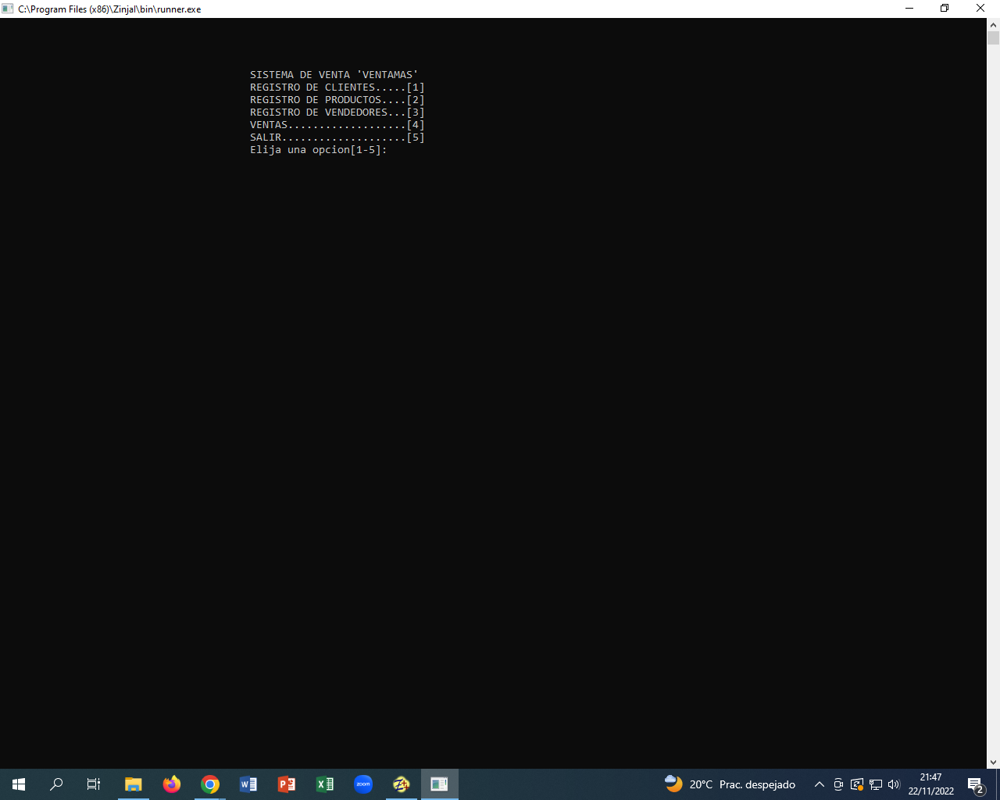 C:\Program Files (x86)\Zinjal\bin\runner.exe
SISTEMA DE VENTA 'VENTAMAS'
REGISTRO DE CLIENTES.....[1]
REGISTRO DE PRODUCTOS....[2]
REGISTRO DE VENDEDORES...[3]
VENTAS...................[4]
SALIR....................[5]
Elija una opcion[1-5]:
zoom
20°C Prac. despejado
21:47
22/11/2022
2